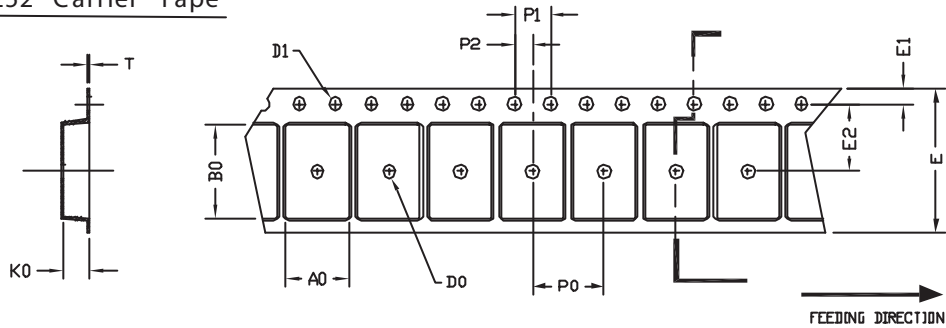 Carrier Tape
P1
P2
D1
T
E1
E2
E
B0
K0
A0
D0
P0
FEEDING DIRECTION